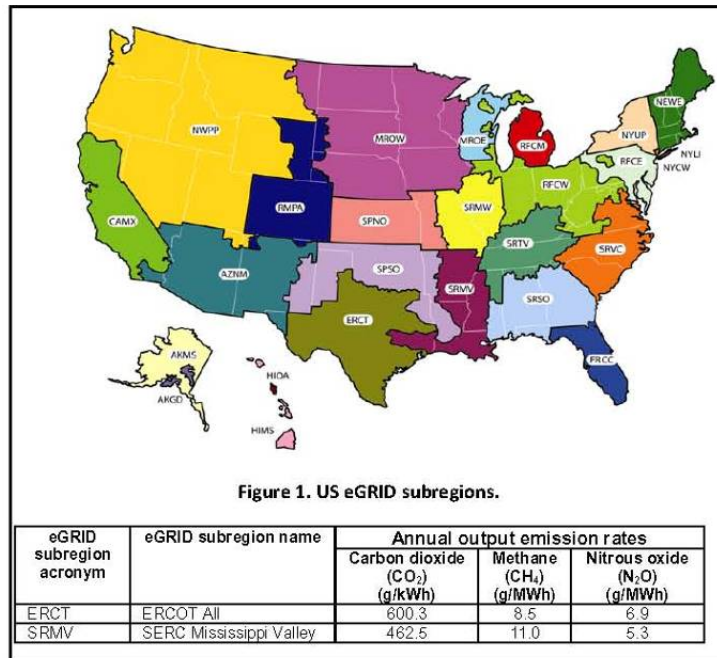 NWPP
MROW
MROE
RFCM
NEWE
NYUP
NYLI
NYCW
RFCE
RFCW
CAMX
RMPA
SPNO
SRMW
SRTV
SRVC
AZNM
SPSO
SRMV
SRSO
ERCT
FRCC
AKMS
AKGD
HIOA
HIMS
Figure 1. US eGRID subregions.
eGRID subregion acronym eGRID subregion name Annual output emission rates
Carbon dioxide (CO₂) (g/kWh) Methane (CH₄) (g/MWh) Nitrous oxide (N₂O) (g/MWh)
ERCT ERCOT All 600.3 8.5 6.9
SRMV SERC Mississippi Valley 462.5 11.0 5.3